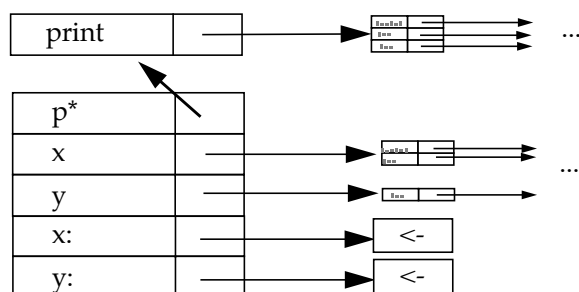 print
...
p*
x
...
y
x: <-
y: <-